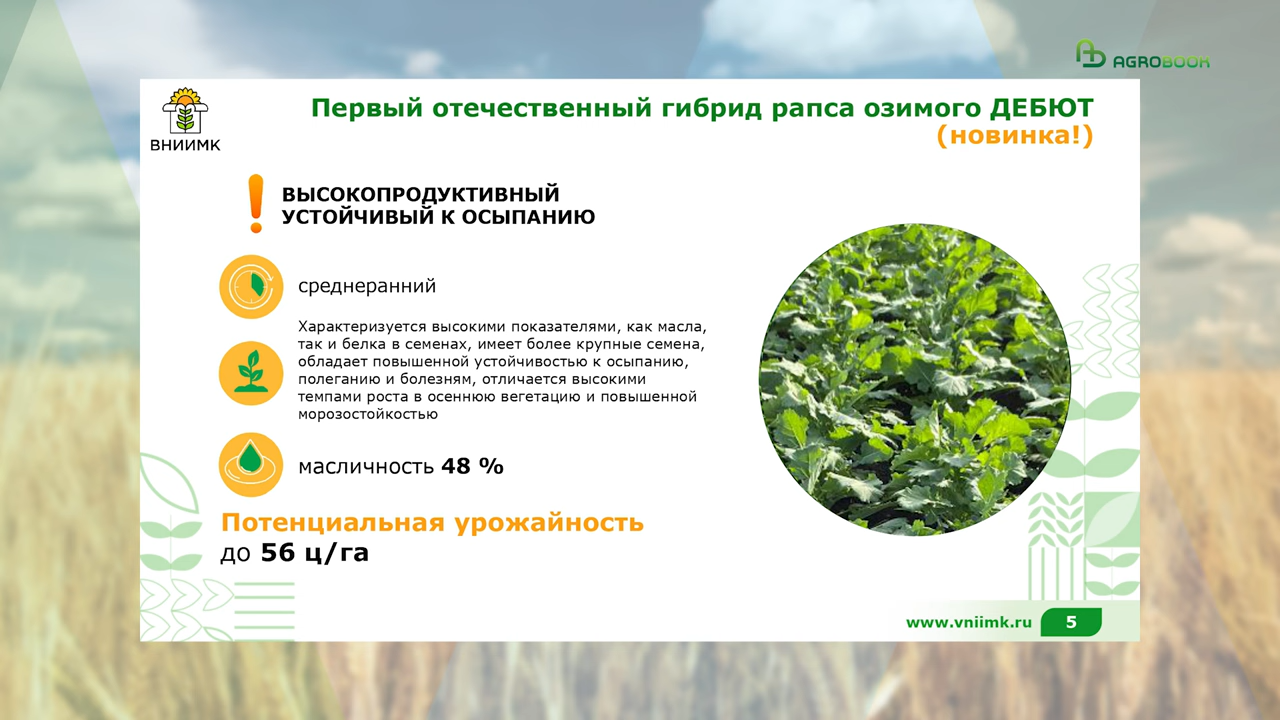 AGROBOOK
ВНИИМК
Первый отечественный гибрид рапса озимого ДЕБЮТ
(новинка!)
ВЫСОКОПРОДУКТИВНЫЙ
УСТОЙЧИВЫЙ К ОСЫПАНИЮ
среднеранний
Характеризуется высокими показателями, как масла,
так и белка в семенах, имеет более крупные семена,
обладает повышенной устойчивостью к осыпанию,
полеганию и болезням, отличается высокими
темпами роста в осеннюю вегетацию и повышенной
морозостойкостью
масличность 48 %
Потенциальная урожайность
до 56 ц/га
www.vniimk.ru 5